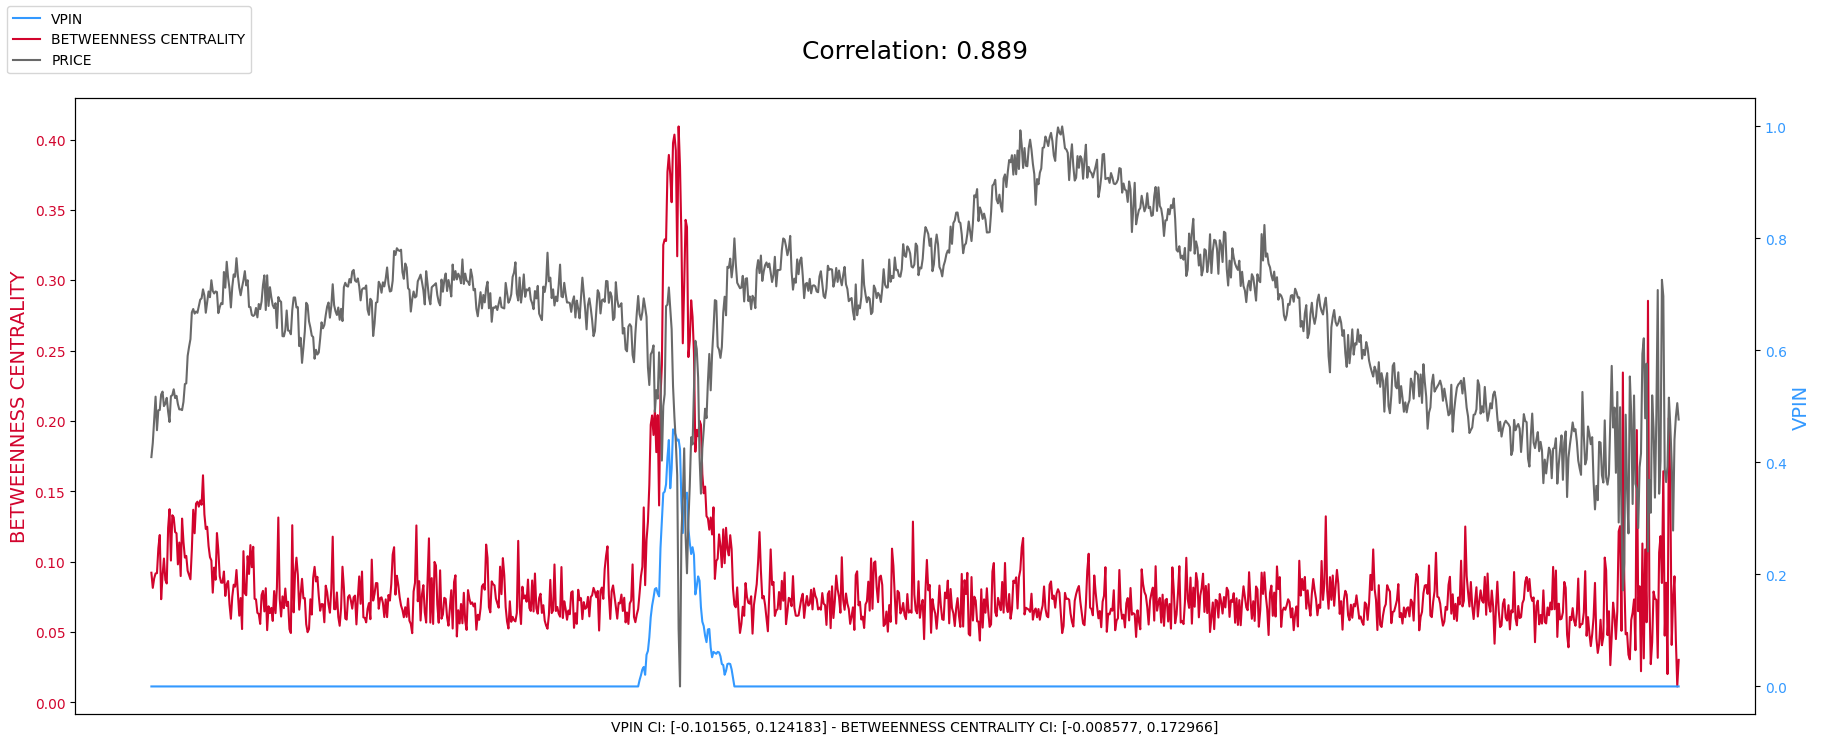 VPIN
BETWEENNESS CENTRALITY
PRICE
Correlation: 0.889
BETWEENNESS CENTRALITY
0.40
0.35
0.30
0.25
0.20
0.15
0.10
0.05
0.00
1.0
0.8
0.6
0.4
0.2
0.0
VPIN
VPIN CI: [-0.101565, 0.124183] - BETWEENNESS CENTRALITY CI: [-0.008577, 0.172966]